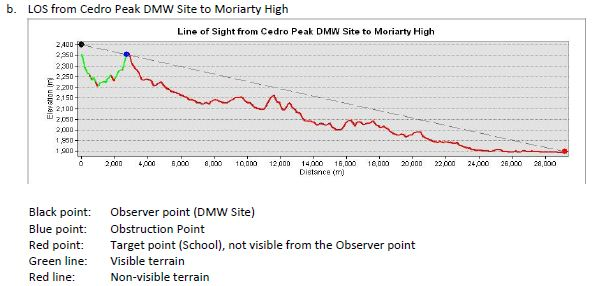 b. LOS from Cedro Peak DMW Site to Moriarty High
Line of Sight from Cedro Peak DMW Site to Moriarty High
Elevation (m)
2,400
2,350
2,300
2,250
2,200
2,150
2,100
2,050
2,000
1,950
1,900
0 2,000 4,000 6,000 8,000 10,000 12,000 14,000 16,000 18,000 20,000 22,000 24,000 26,000 28,000
Distance (m)
Black point: Observer point (DMW Site)
Blue point: Obstruction Point
Red point: Target point (School), not visible from the Observer point
Green line: Visible terrain
Red line: Non-visible terrain